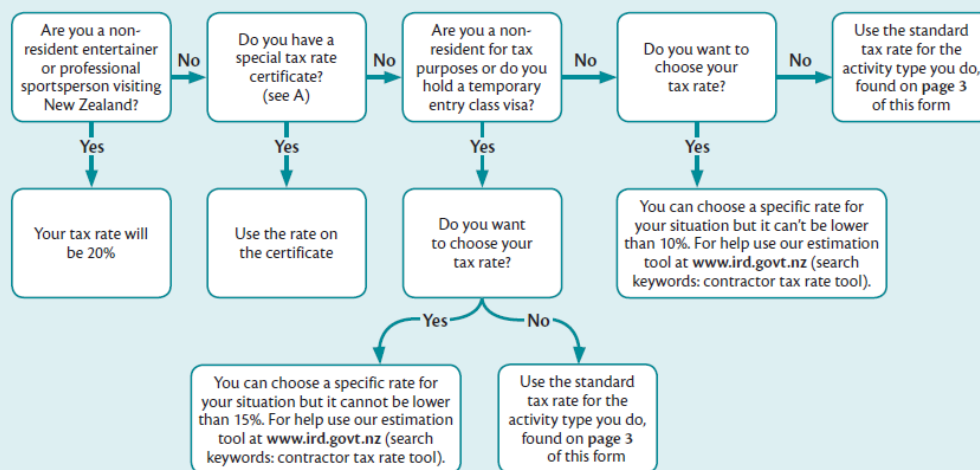 Are you a non-
resident entertainer
or professional
sportsperson visiting
New Zealand?
No
Do you have a
special tax rate
certificate?
(see A)
No
Are you a non-
resident for tax
purposes or do you
hold a temporary
entry class visa?
No
Do you want to
choose your
tax rate?
No
Use the standard
tax rate for the
activity type you do,
found on page 3
of this form
Yes
Yes
Yes
Yes
Your tax rate will
be 20%
Use the rate on
the certificate
Do you want
to choose your
tax rate?
You can choose a specific rate for
your situation but it can't be lower
than 10%. For help use our estimation
tool at www.ird.govt.nz (search
keywords: contractor tax rate tool).
Yes
No
You can choose a specific rate for
your situation but it cannot be lower
than 15%. For help use our estimation
tool at www.ird.govt.nz (search
keywords: contractor tax rate tool).
Use the standard
tax rate for the
activity type you do,
found on page 3
of this form